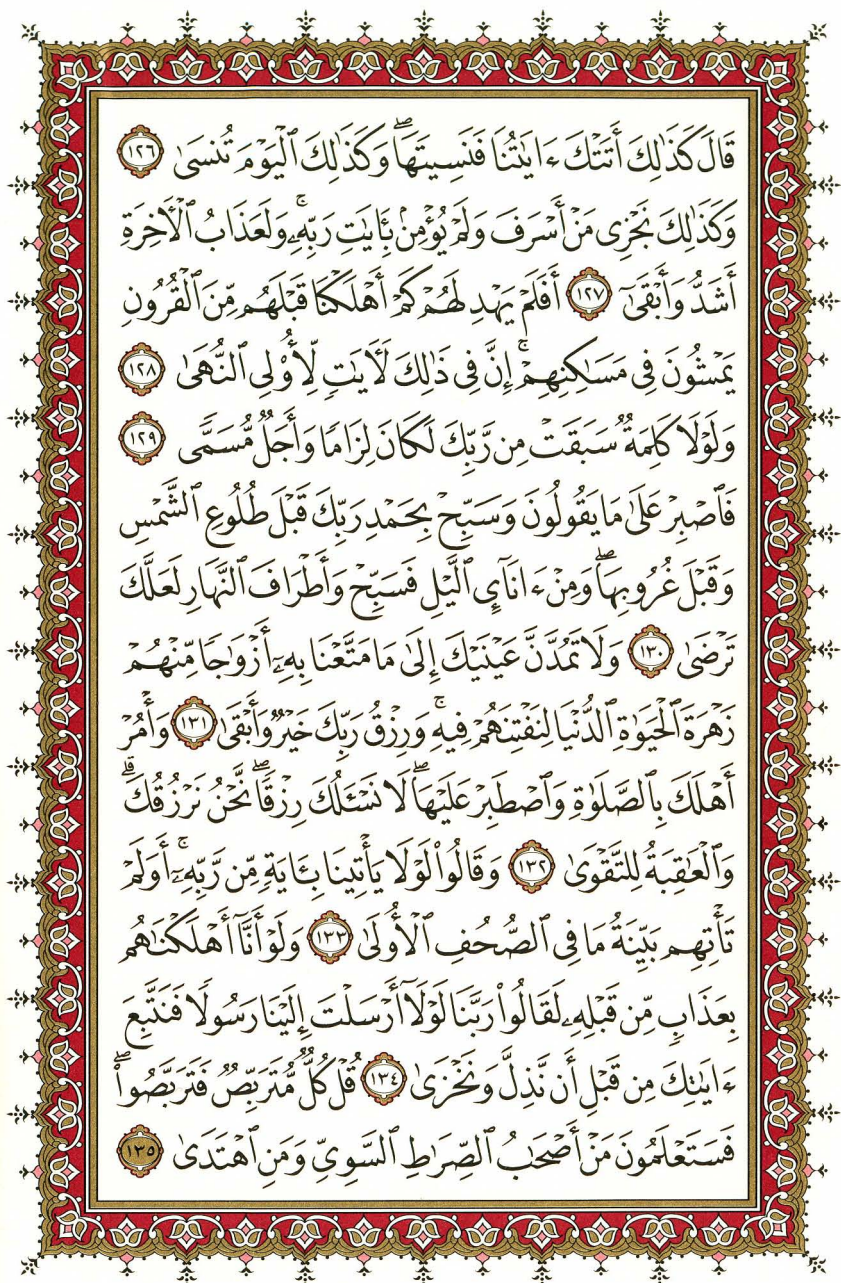 قَالَ كَذَٰلِكَ أَتَتْكَ ءَايَٰتُنَا فَنَسِيتَهَا ۖ وَكَذَٰلِكَ ٱلْيَوْمَ تُنسَىٰ ١٢٦
وَكَذَٰلِكَ نَجْزِى مَنْ أَسْرَفَ وَلَمْ يُؤْمِنۢ بِـَٔايَٰتِ رَبِّهِۦ ۚ وَلَعَذَابُ ٱلْـَٔاخِرَةِ
أَشَدُّ وَأَبْقَىٰٓ ١٢٧ أَفَلَمْ يَهْدِ لَهُمْ كَمْ أَهْلَكْنَا قَبْلَهُم مِّنَ ٱلْقُرُونِ
يَمْشُونَ فِى مَسَٰكِنِهِمْ ۗ إِنَّ فِى ذَٰلِكَ لَـَٔايَٰتٍ لِّأُو۟لِى ٱلنُّهَىٰ ١٢٨
وَلَوْلَا كَلِمَةٌ سَبَقَتْ مِن رَّبِّكَ لَكَانَ لِزَامًا وَأَجَلٌ مُّسَمًّى ١٢٩
فَٱصْبِرْ عَلَىٰ مَا يَقُولُونَ وَسَبِّحْ بِحَمْدِ رَبِّكَ قَبْلَ طُلُوعِ ٱلشَّمْسِ
وَقَبْلَ غُرُوبِهَا ۖ وَمِنْ ءَانَآئِ ٱلَّيْلِ فَسَبِّحْ وَأَطْرَافَ ٱلنَّهَارِ لَعَلَّكَ
تَرْضَىٰ ١٣٠ وَلَا تَمُدَّنَّ عَيْنَيْكَ إِلَىٰ مَا مَتَّعْنَا بِهِۦٓ أَزْوَٰجًا مِّنْهُمْ
زَهْرَةَ ٱلْحَيَوٰةِ ٱلدُّنْيَا لِنَفْتِنَهُمْ فِيهِ ۚ وَرِزْقُ رَبِّكَ خَيْرٌ وَأَبْقَىٰ ١٣١ وَأْمُرْ
أَهْلَكَ بِٱلصَّلَوٰةِ وَٱصْطَبِرْ عَلَيْهَا ۖ لَا نَسْـَٔلُكَ رِزْقًا ۖ نَّحْنُ نَرْزُقُكَ ۗ
وَٱلْعَٰقِبَةُ لِلتَّقْوَىٰ ١٣٢ وَقَالُوا۟ لَوْلَا يَأْتِينَا بِـَٔايَةٍ مِّن رَّبِّهِۦٓ ۚ أَوَلَمْ
تَأْتِهِم بَيِّنَةُ مَا فِى ٱلصُّحُفِ ٱلْأُولَىٰ ١٣٣ وَلَوْ أَنَّآ أَهْلَكْنَٰهُم
بِعَذَابٍ مِّن قَبْلِهِۦ لَقَالُوا۟ رَبَّنَا لَوْلَآ أَرْسَلْتَ إِلَيْنَا رَسُولًا فَنَتَّبِعَ
ءَايَٰتِكَ مِن قَبْلِ أَن نَّذِلَّ وَنَخْزَىٰ ١٣٤ قُلْ كُلٌّ مُّتَرَبِّصٌ فَتَرَبَّصُوا۟ ۖ
فَسَتَعْلَمُونَ مَنْ أَصْحَٰبُ ٱلصِّرَٰطِ ٱلسَّوِىِّ وَمَنِ ٱهْتَدَىٰ ١٣٥